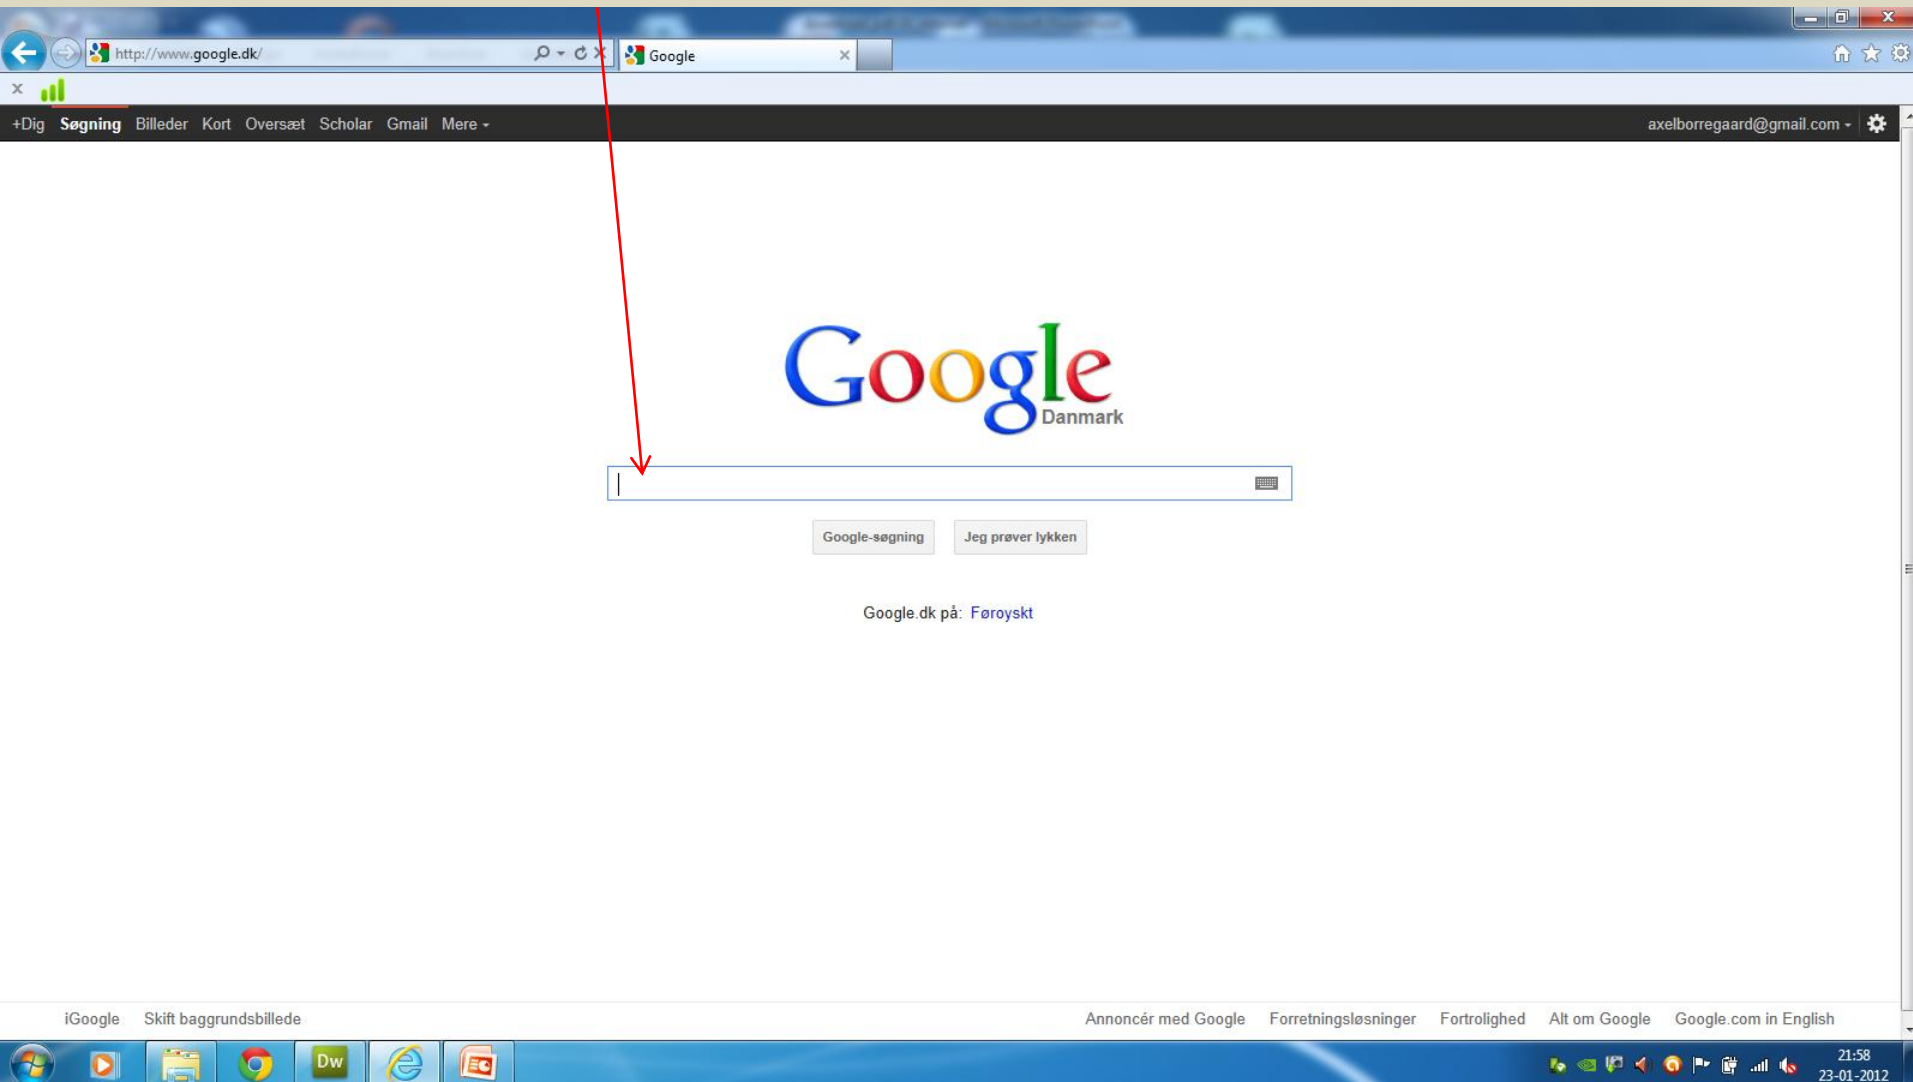 http://www.google.dk/
Google
+Dig Søgning Billeder Kort Oversæt Scholar Gmail Mere
axelborregaard@gmail.com
Google
Danmark
Google-søgning Jeg prøver lykken
Google.dk på: Føroyskt
iGoogle Skift baggrundsbillede Annoncér med Google Forretningsløsninger Fortrolighed Alt om Google Google.com in English
Dw
21:58
23-01-2012